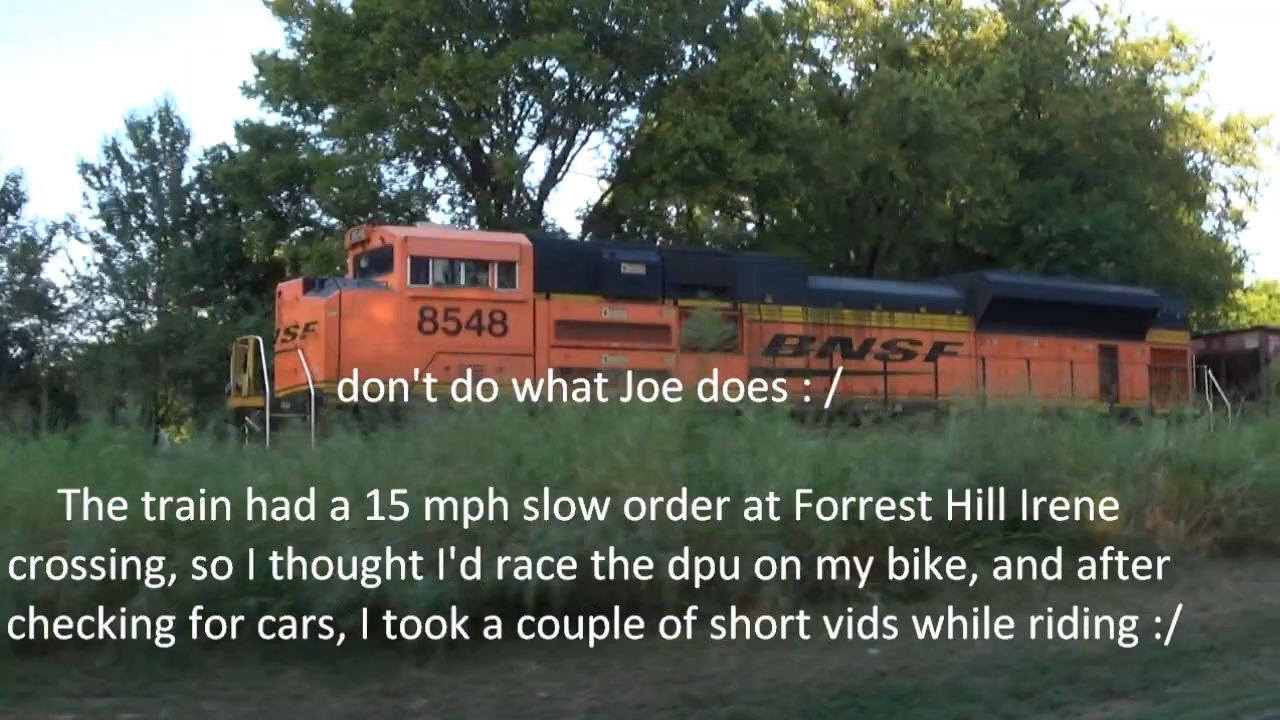 8548
BNSF
BNSF
don't do what Joe does : /
The train had a 15 mph slow order at Forrest Hill Irene
crossing, so I thought I'd race the dpu on my bike, and after
checking for cars, I took a couple of short vids while riding :/